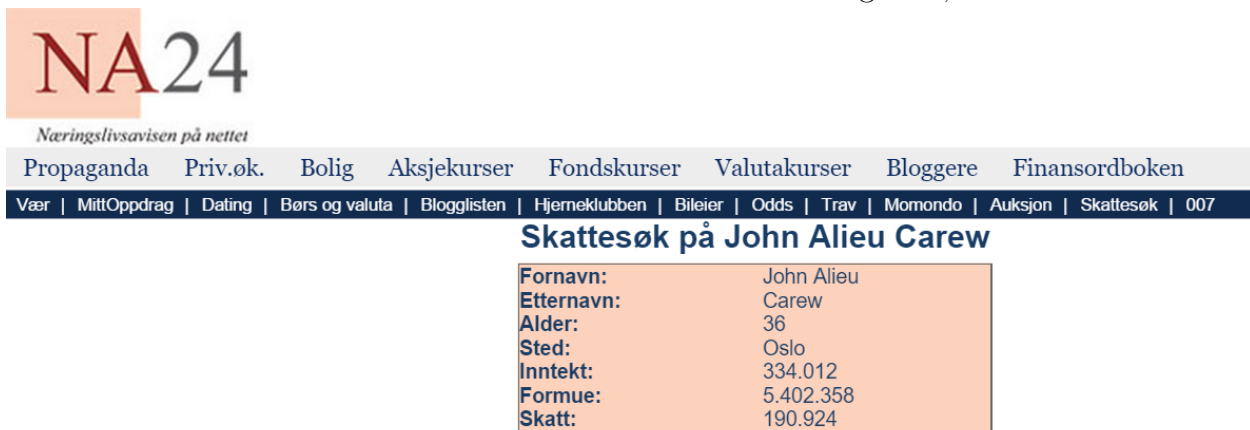 NA24
Næringslivsavisen på nettet
Propaganda Priv.øk. Bolig Aksjekurser Fondskurser Valutakurser Bloggere Finansordboken
Vær | MittOppdrag | Dating | Børs og valuta | Blogglisten | Hjerneklubben | Bileier | Odds | Trav | Momondo | Auksjon | Skattesøk | 007
Skattesøk på John Alieu Carew
Fornavn: John Alieu
Etternavn: Carew
Alder: 36
Sted: Oslo
Inntekt: 334.012
Formue: 5.402.358
Skatt: 190.924